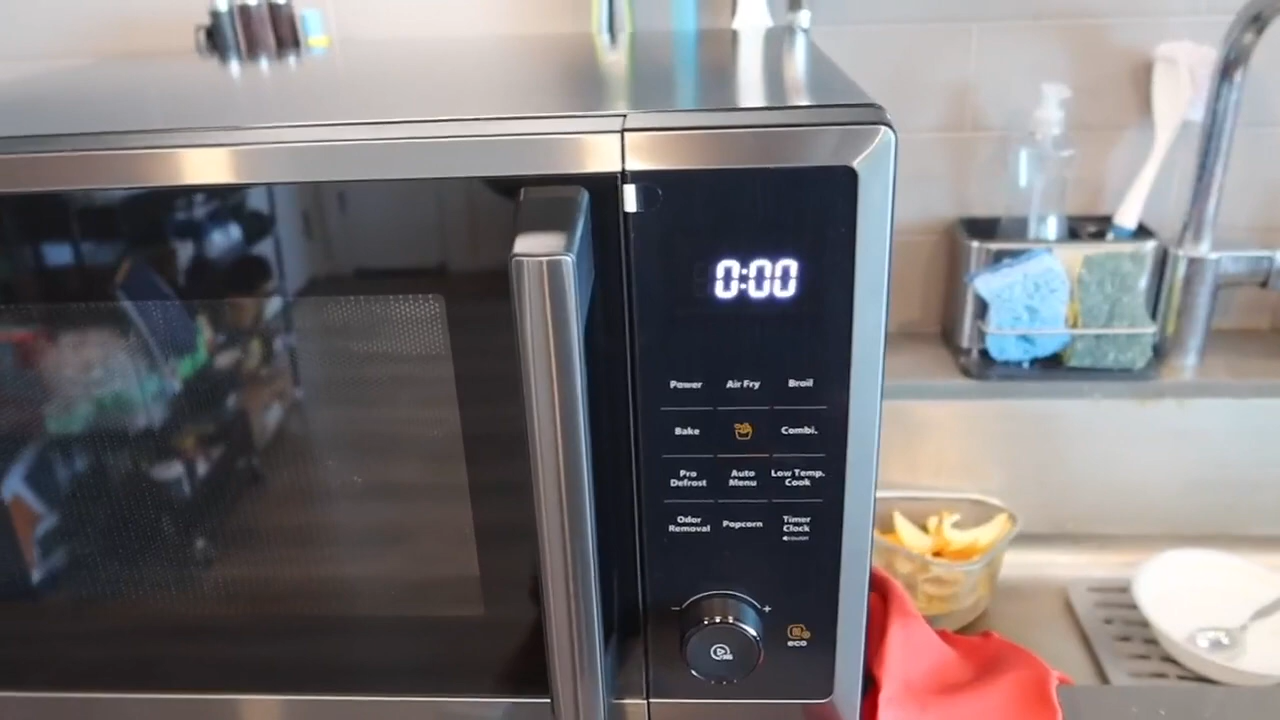 0:00
Power Air Fry Broil
Bake Combi.
Pro Defrost Auto Menu Low Temp. Cook
Odor Removal Popcorn Timer Clock
- +
eco